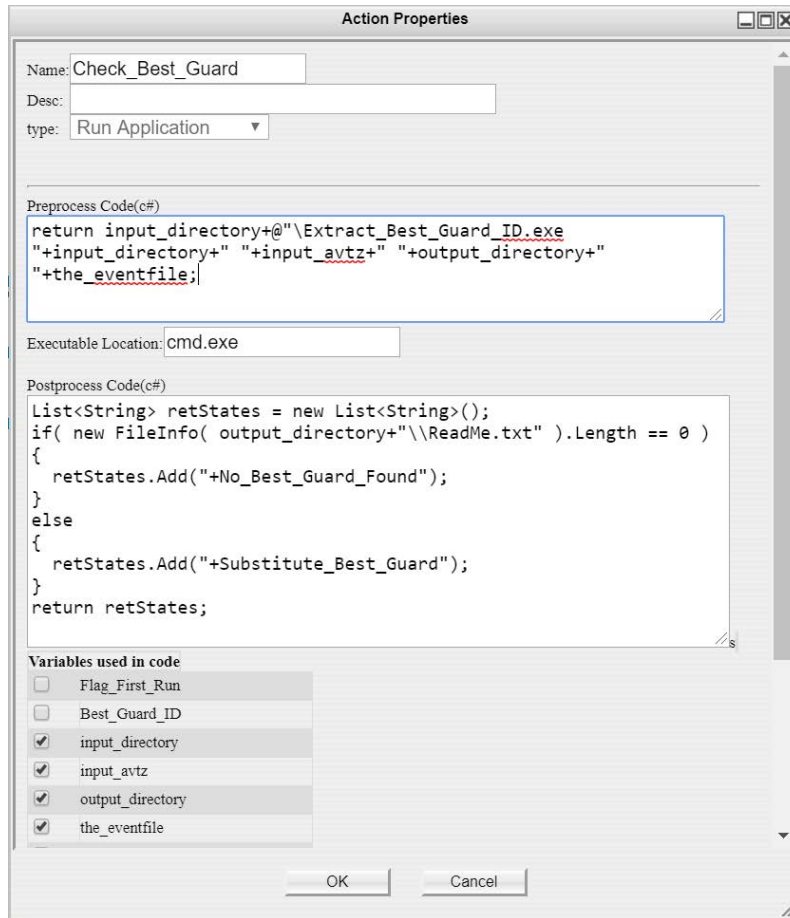 Action Properties
Name: Check_Best_Guard
Desc:
type: Run Application
Preprocess Code(c#)
return input_directory+@"\Extract_Best_Guard_ID.exe
"+input_directory+" "+input_avtz+" "+output_directory+"
"+the_eventfile;
Executable Location: cmd.exe
Postprocess Code(c#)
List<String> retStates = new List<String>();
if( new FileInfo( output_directory+"\\ReadMe.txt" ).Length == 0 )
{
  retStates.Add("+No_Best_Guard_Found");
}
else
{
  retStates.Add("+Substitute_Best_Guard");
}
return retStates;
s
Variables used in code
Flag_First_Run
Best_Guard_ID
input_directory
input_avtz
output_directory
the_eventfile
OK Cancel